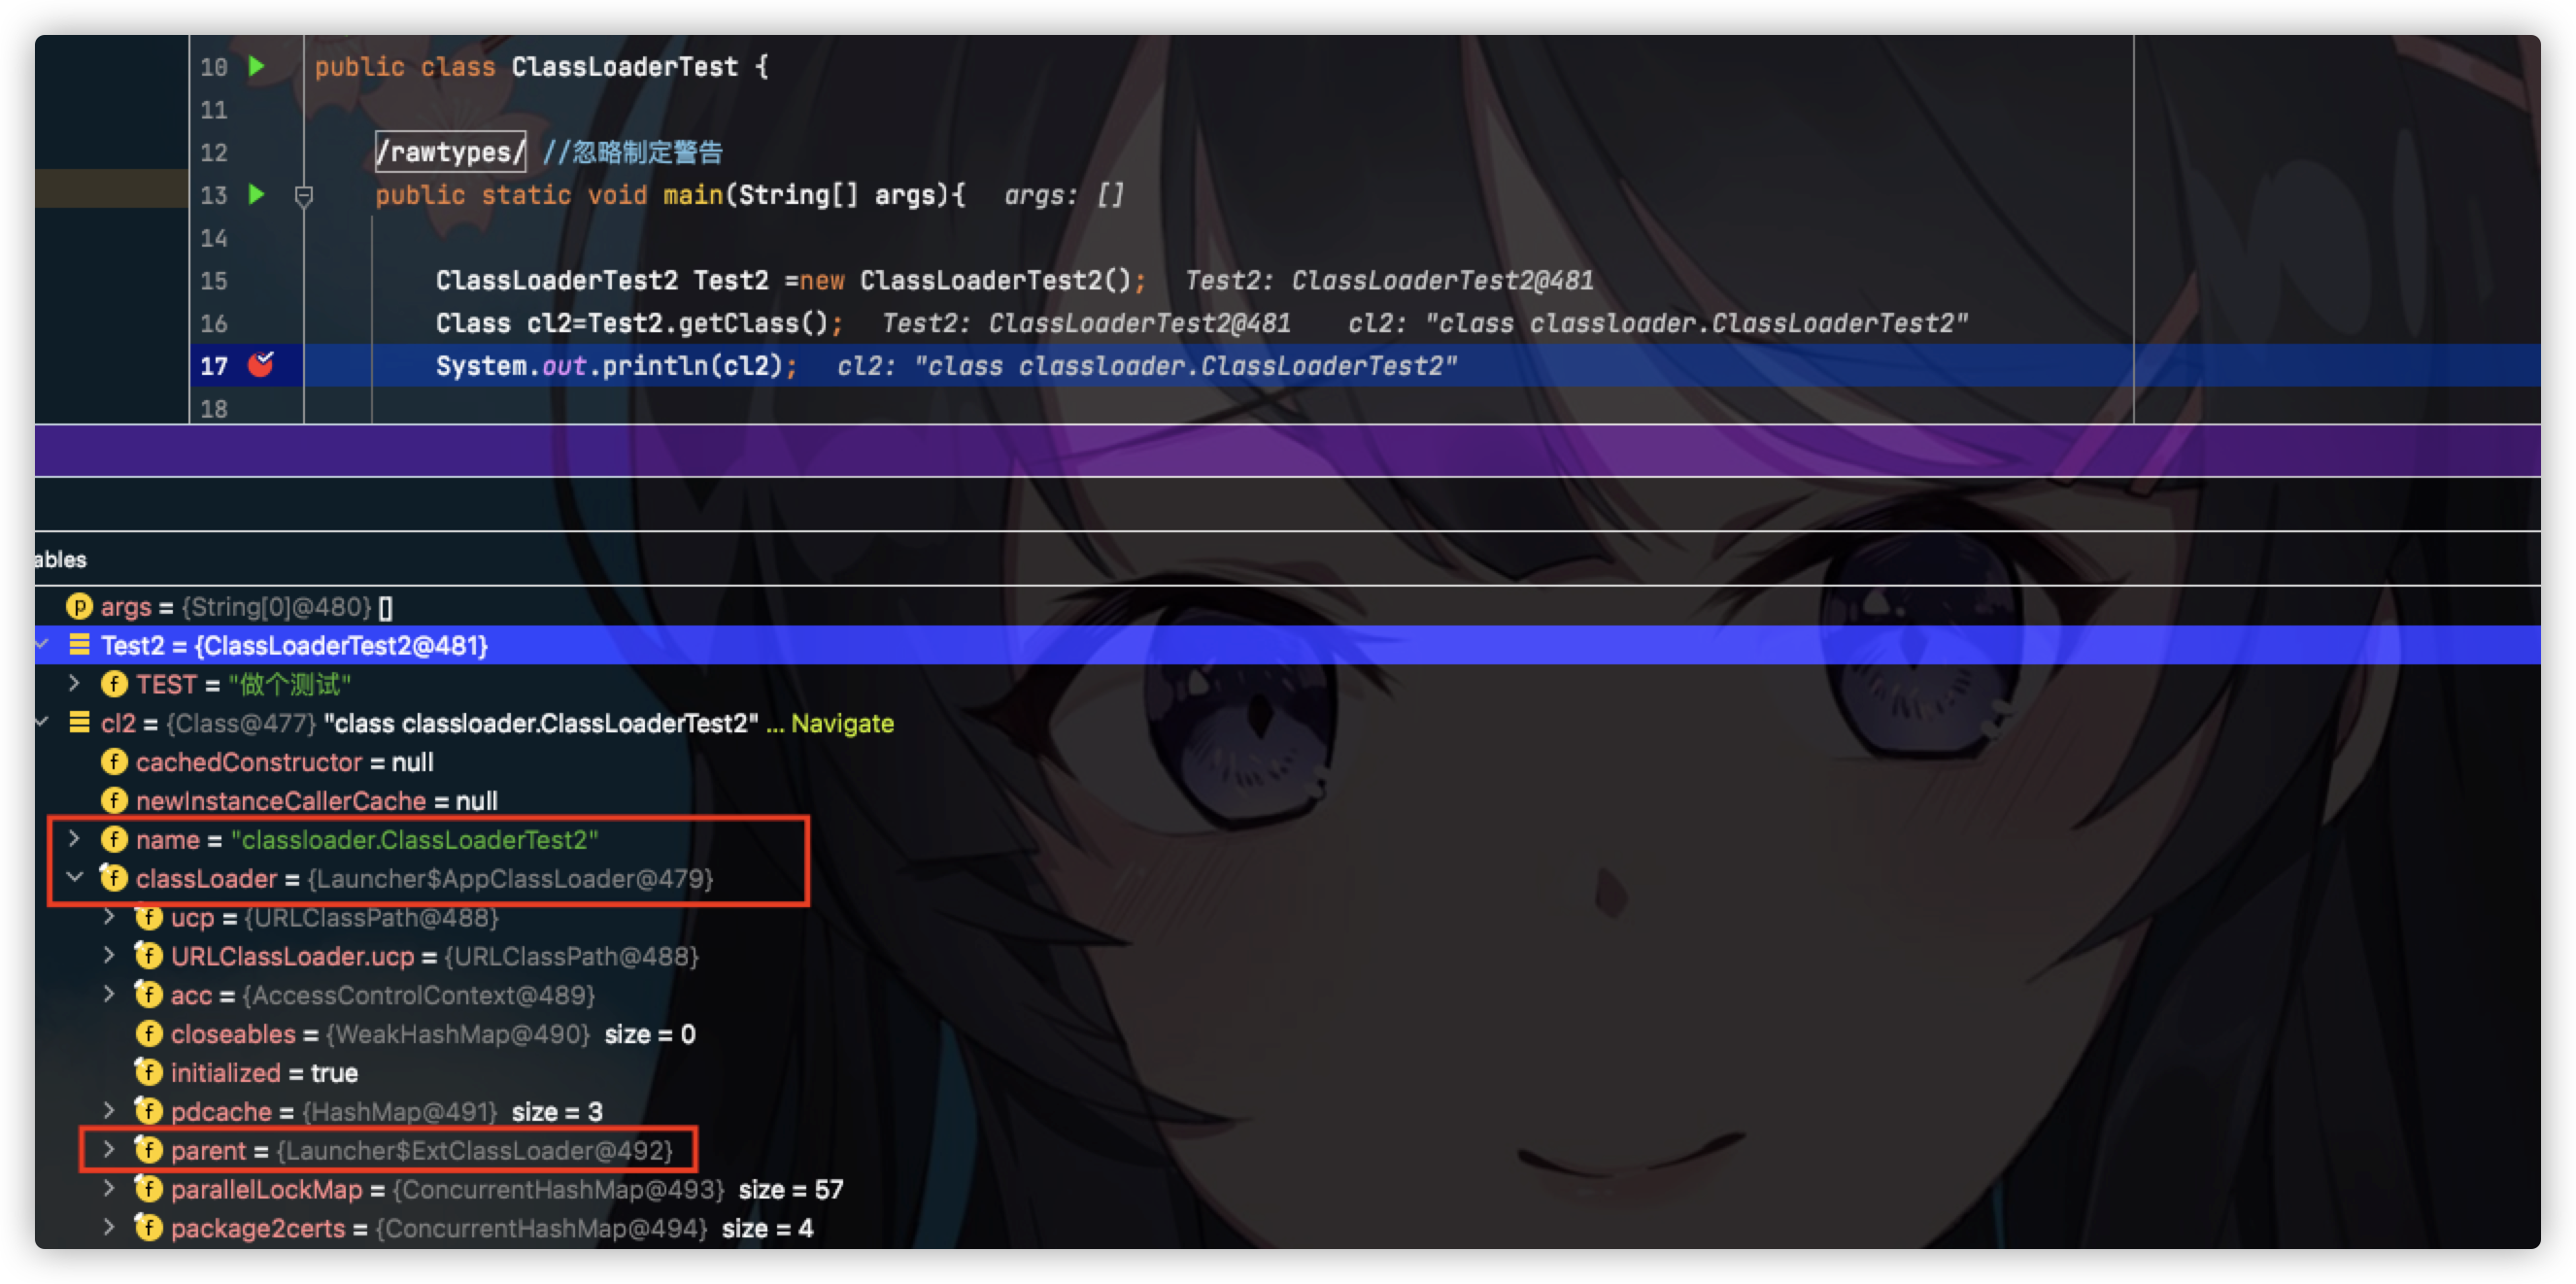 10 public class ClassLoaderTest {
11
12 /rawtypes/ //忽略制定警告
13 public static void main(String[] args){ args: []
14
15 ClassLoaderTest2 Test2 =new ClassLoaderTest2(); Test2: ClassLoaderTest2@481
16 Class cl2=Test2.getClass(); Test2: ClassLoaderTest2@481 cl2: "class classloader.ClassLoaderTest2"
17 System.out.println(cl2); cl2: "class classloader.ClassLoaderTest2"
18
ables
p args = {String[0]@480} []
Test2 = {ClassLoaderTest2@481}
f TEST = "做个测试"
cl2 = {Class@477} "class classloader.ClassLoaderTest2" ... Navigate
f cachedConstructor = null
f newInstanceCallerCache = null
f name = "classloader.ClassLoaderTest2"
f classLoader = {Launcher$AppClassLoader@479}
f ucp = {URLClassPath@488}
f URLClassLoader.ucp = {URLClassPath@488}
f acc = {AccessControlContext@489}
f closeables = {WeakHashMap@490} size = 0
f initialized = true
f pdcache = {HashMap@491} size = 3
f parent = {Launcher$ExtClassLoader@492}
f parallelLockMap = {ConcurrentHashMap@493} size = 57
f package2certs = {ConcurrentHashMap@494} size = 4